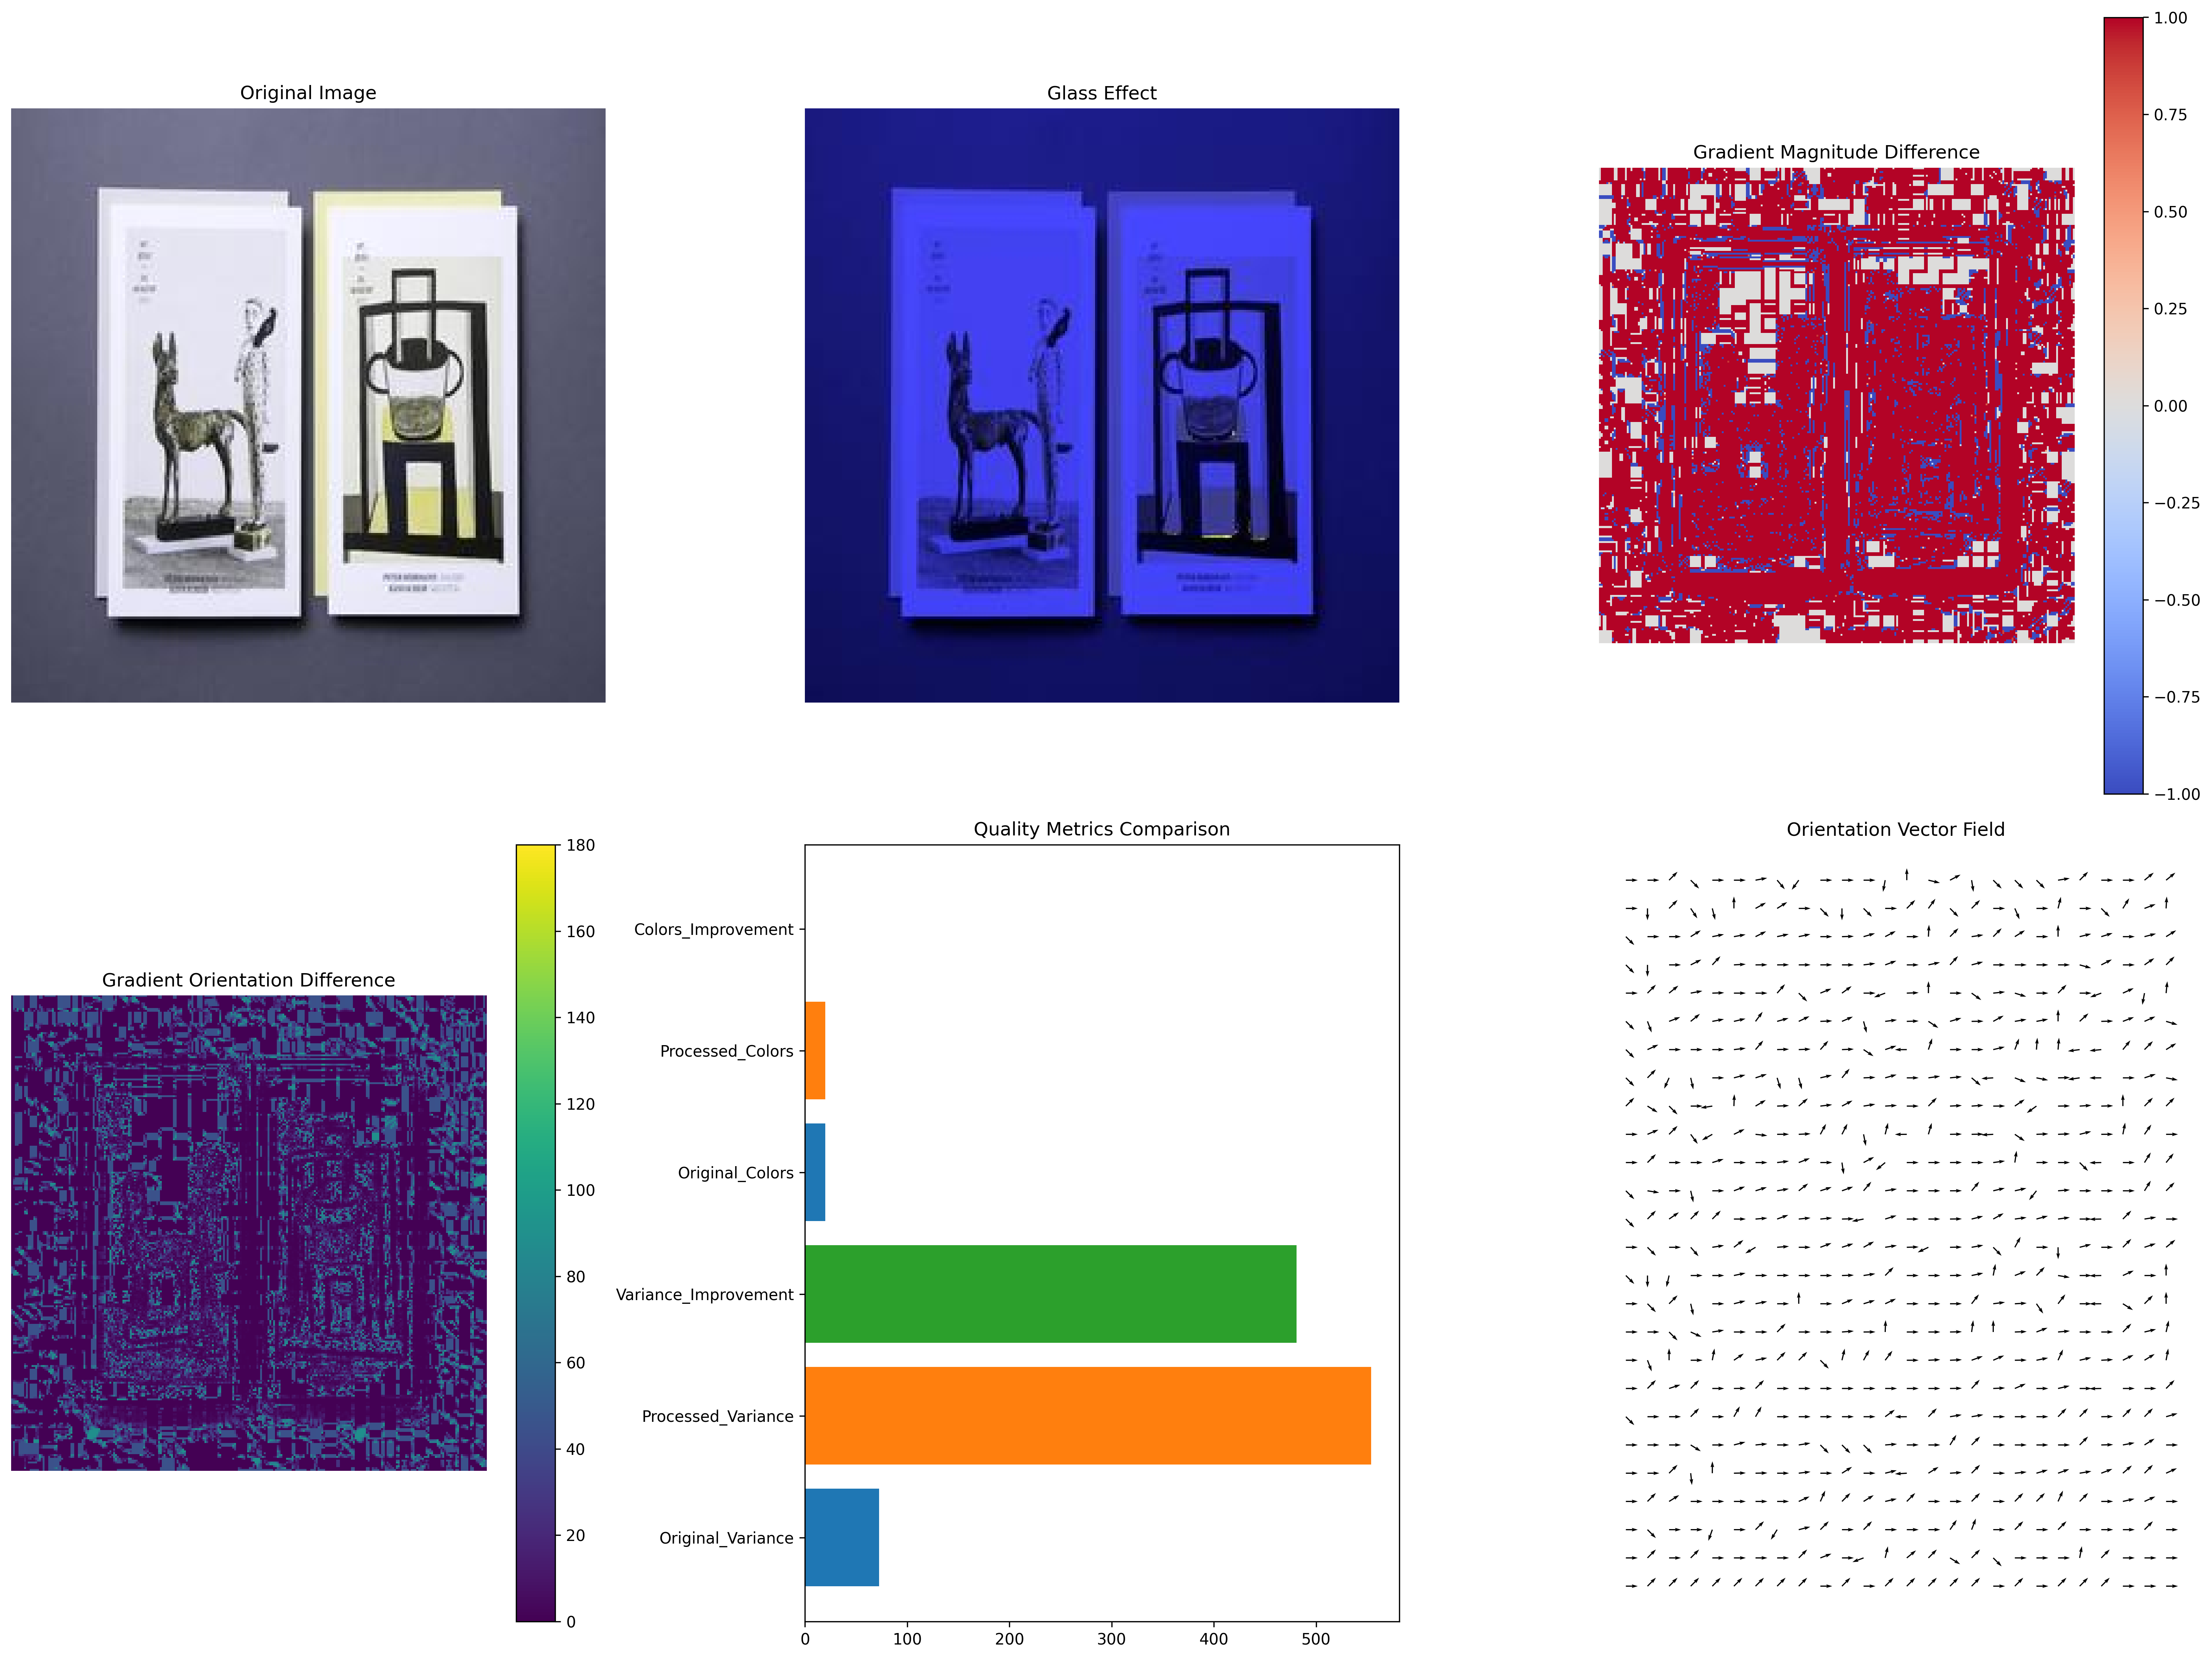 Original Image
Glass Effect
Gradient Magnitude Difference
1.00
0.75
0.50
0.25
0.00
−0.25
−0.50
−0.75
−1.00
Gradient Orientation Difference
180
160
140
120
100
80
60
40
20
0
Quality Metrics Comparison
Colors_Improvement
Processed_Colors
Original_Colors
Variance_Improvement
Processed_Variance
Original_Variance
0 100 200 300 400 500
Orientation Vector Field